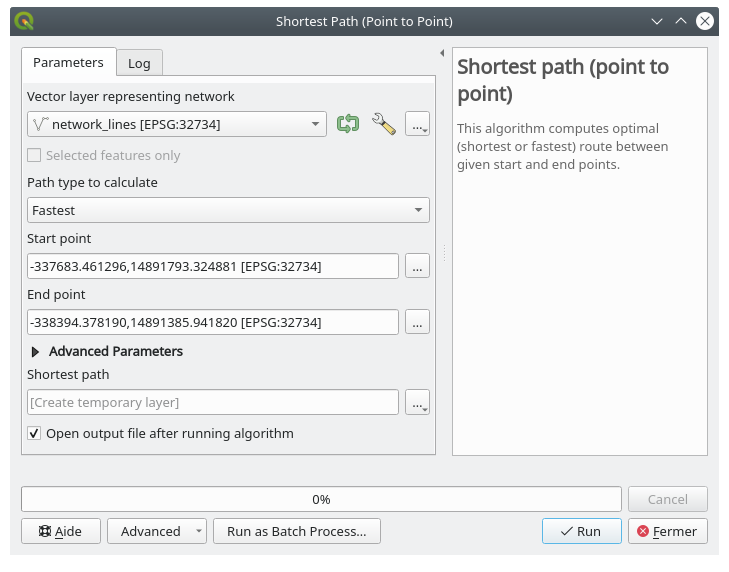 Shortest Path (Point to Point)
Parameters
Log
Vector layer representing network
network_lines [EPSG:32734]
...
Selected features only
Path type to calculate
Fastest
Start point
-337683.461296,14891793.324881 [EPSG:32734]
...
End point
-338394.378190,14891385.941820 [EPSG:32734]
...
Advanced Parameters
Shortest path
[Create temporary layer]
...
Open output file after running algorithm
Shortest path (point to
point)
This algorithm computes optimal
(shortest or fastest) route between
given start and end points.
0%
Cancel
Aide
Advanced
Run as Batch Process...
Run
Fermer